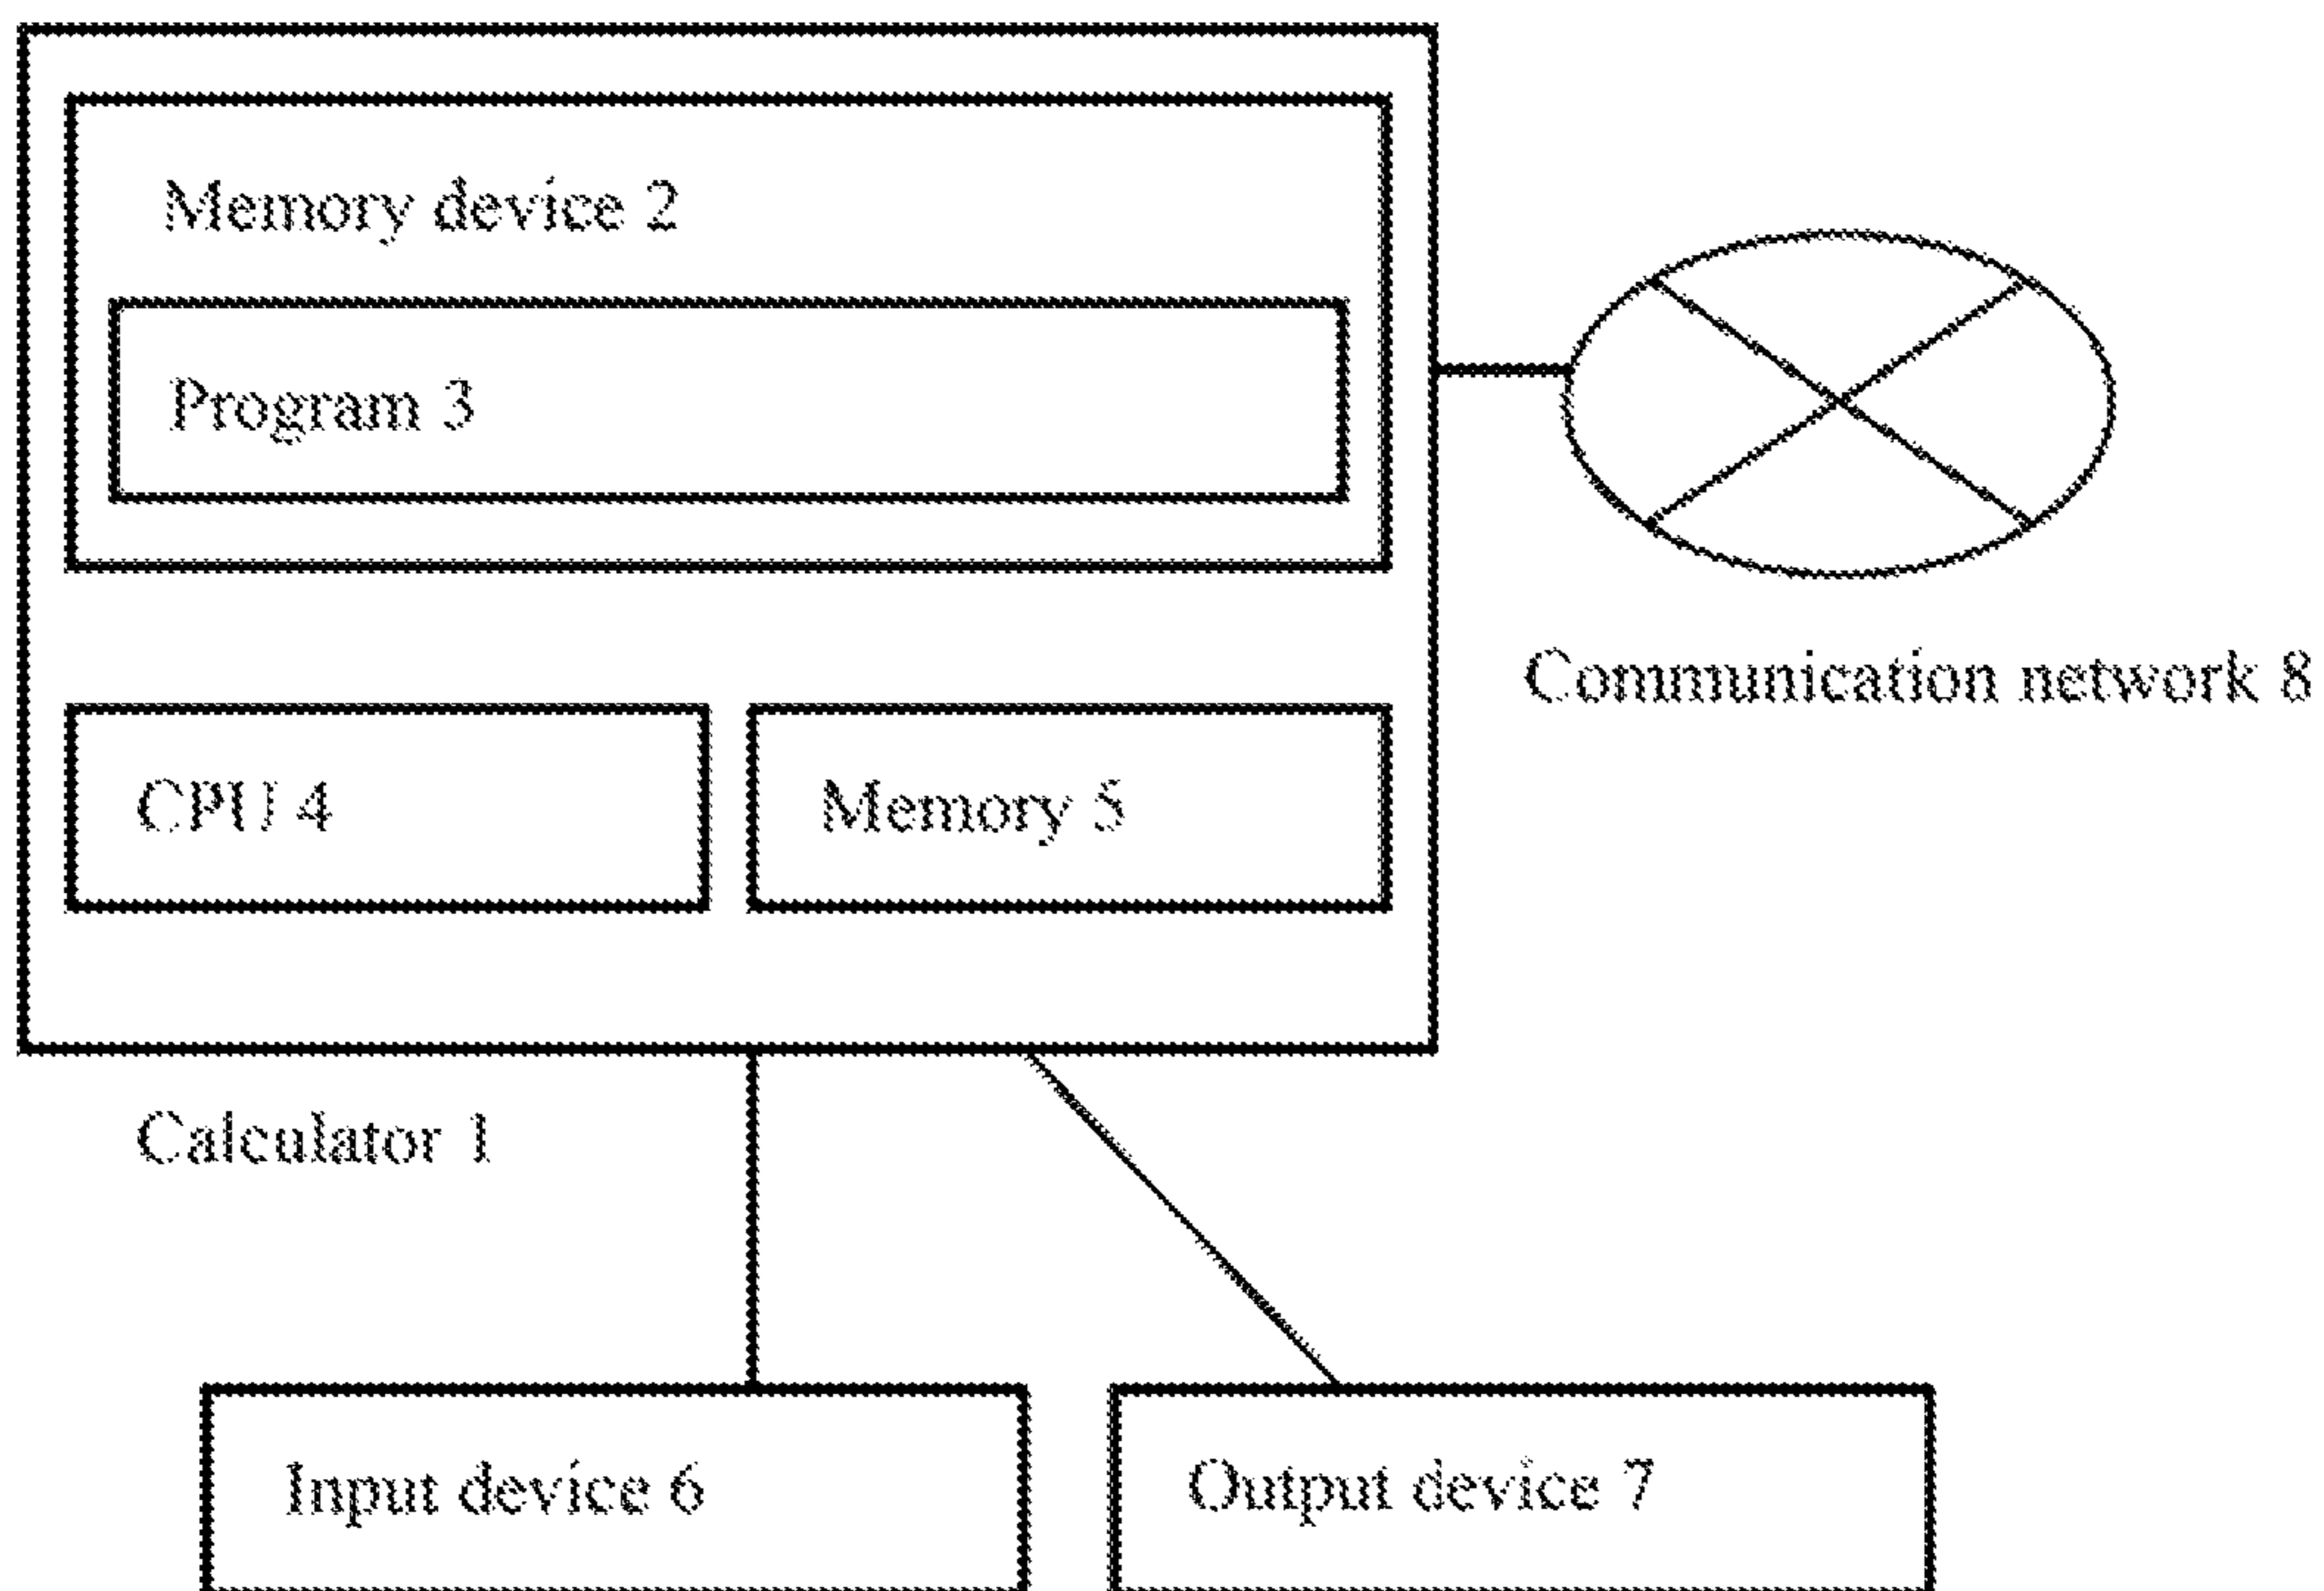 Memory device 2
Program 3
Communication network 8
CPU 4
Memory 5
Calculator 1
Input device 6
Output device 7